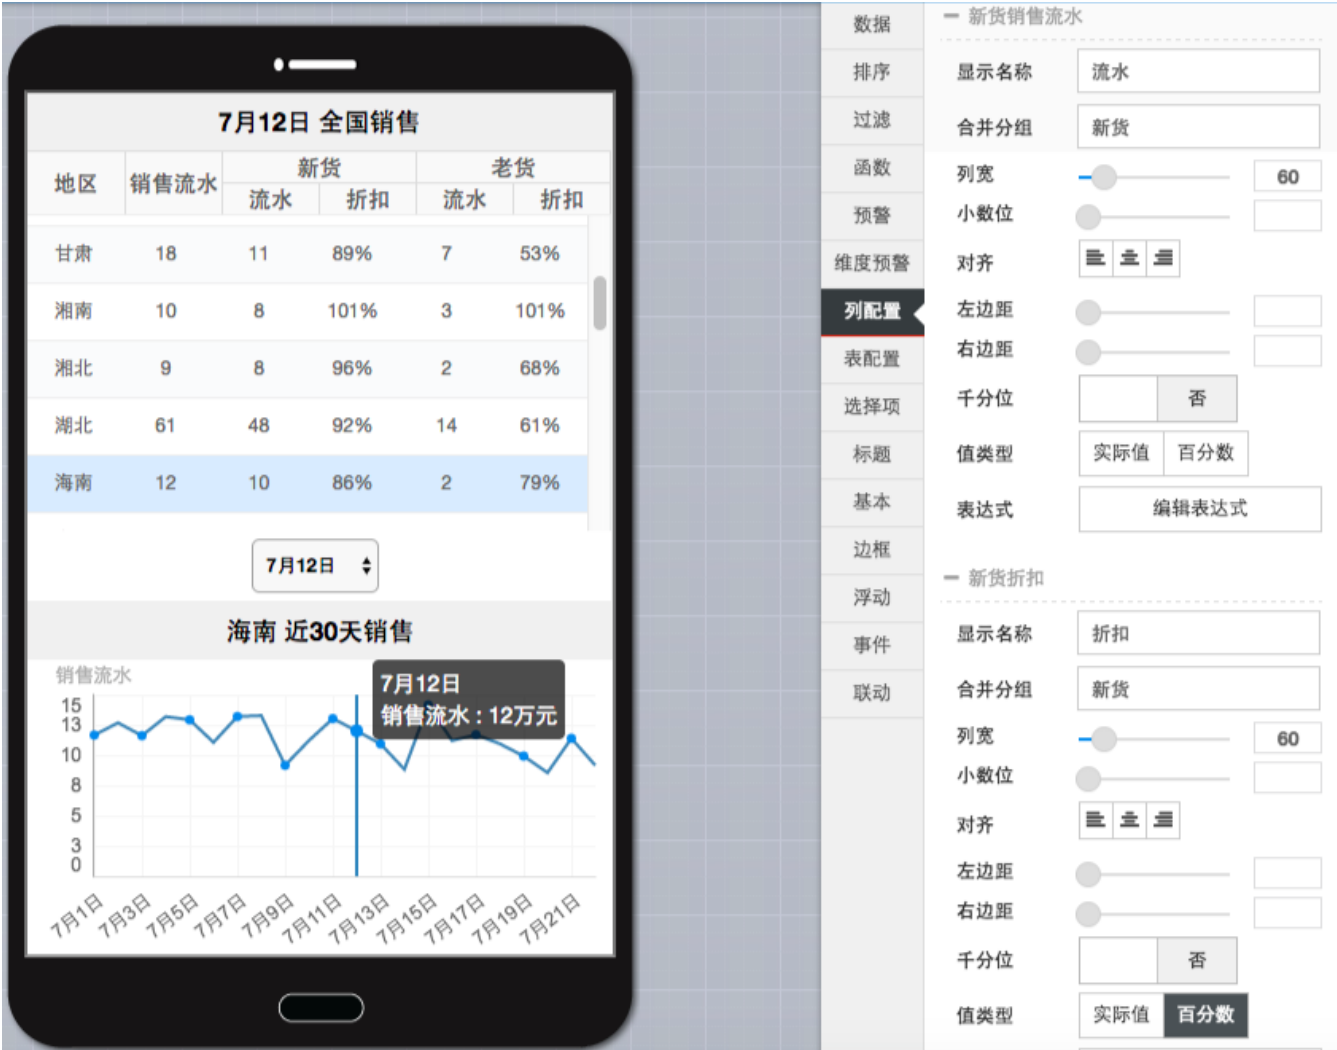 7月12日 全国销售
地区 销售流水 新货 老货
流水 折扣 流水 折扣
甘肃 18 11 89% 7 53%
湘南 10 8 101% 3 101%
湘北 9 8 96% 2 68%
湖北 61 48 92% 14 61%
海南 12 10 86% 2 79%
7月12日
海南 近30天销售
销售流水
7月12日
销售流水 : 12万元
15
13
10
8
5
3
0
7月1日 7月3日 7月5日 7月7日 7月9日 7月11日 7月13日 7月15日 7月17日 7月19日 7月21日
数据
排序
过滤
函数
预警
维度预警
列配置
表配置
选择项
标题
基本
边框
浮动
事件
联动
新货销售流水
显示名称 流水
合并分组 新货
列宽 60
小数位
对齐
左边距
右边距
千分位 否
值类型 实际值 百分数
表达式 编辑表达式
新货折扣
显示名称 折扣
合并分组 新货
列宽 60
小数位
对齐
左边距
右边距
千分位 否
值类型 实际值 百分数